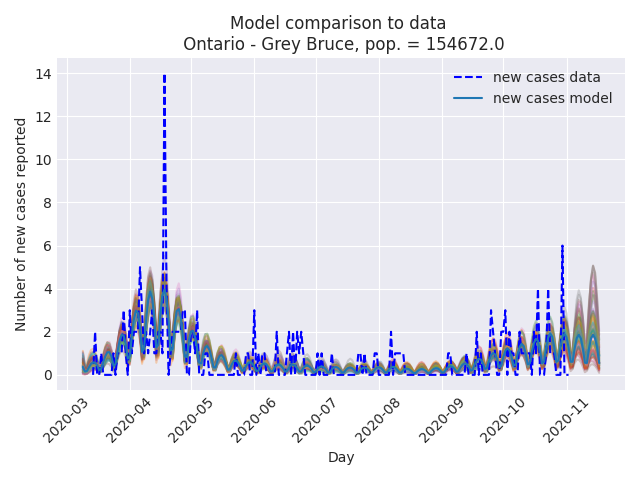 Model comparison to data
Ontario - Grey Bruce, pop. = 154672.0
new cases data
new cases model
Number of new cases reported
14
12
10
8
6
4
2
0
2020-03
2020-04
2020-05
2020-06
2020-07
2020-08
2020-09
2020-10
2020-11
Day